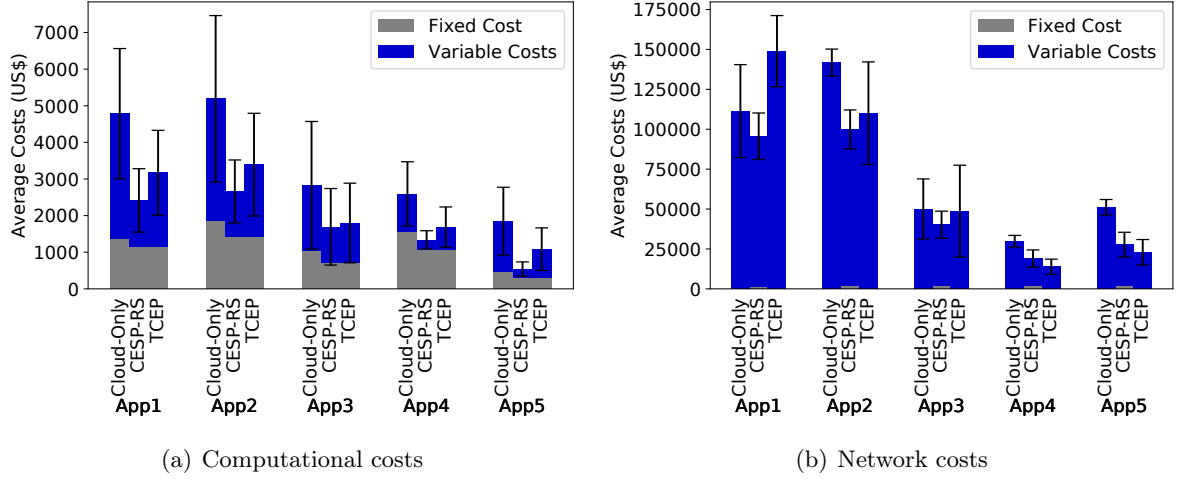 7000
6000
5000
4000
3000
2000
1000
0
Average Costs (US$)
Fixed Cost
Variable Costs
Cloud-Only
CESP-RS
TCEP
Cloud-Only
CESP-RS
TCEP
Cloud-Only
CESP-RS
TCEP
Cloud-Only
CESP-RS
TCEP
Cloud-Only
CESP-RS
TCEP
App1 App2 App3 App4 App5
(a) Computational costs
175000
150000
125000
100000
75000
50000
25000
0
Average Costs (US$)
Fixed Cost
Variable Costs
Cloud-Only
CESP-RS
TCEP
Cloud-Only
CESP-RS
TCEP
Cloud-Only
CESP-RS
TCEP
Cloud-Only
CESP-RS
TCEP
Cloud-Only
CESP-RS
TCEP
App1 App2 App3 App4 App5
(b) Network costs